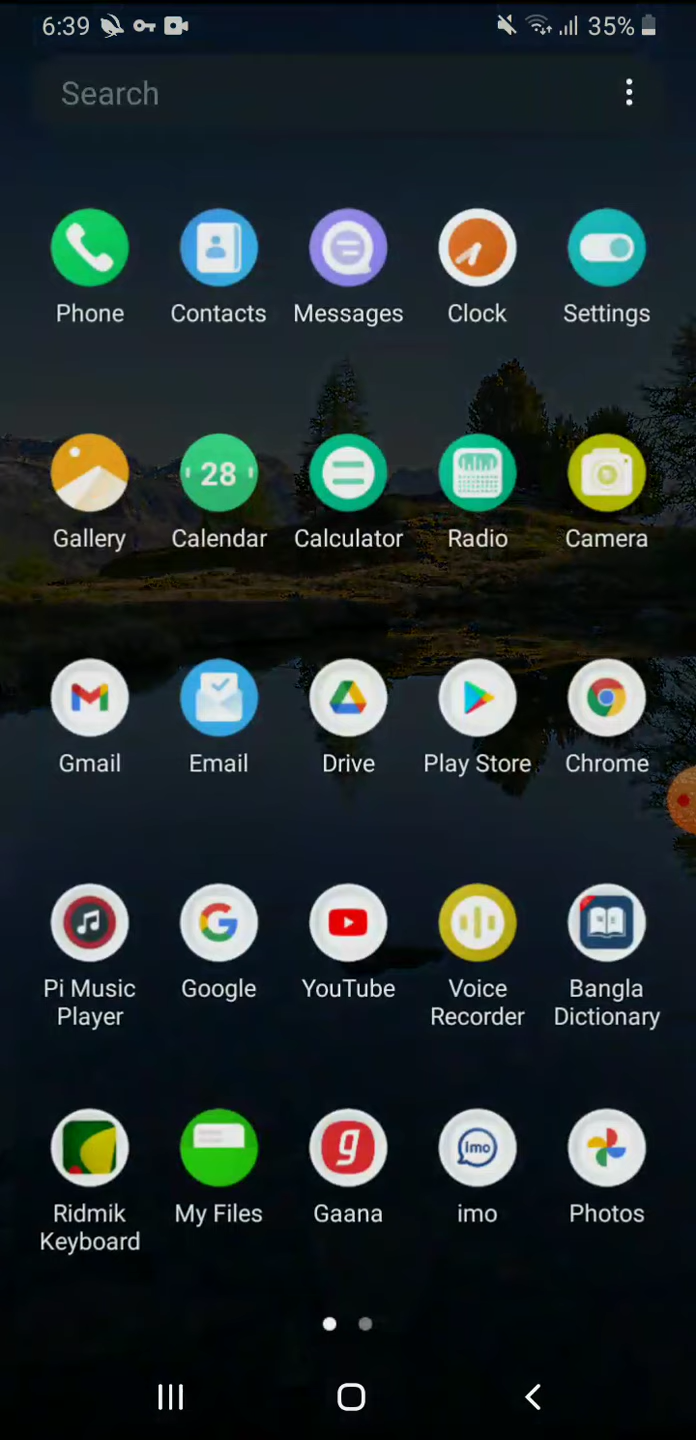 6:39 35%
Search
Phone Contacts Messages Clock Settings
28
Gallery Calendar Calculator Radio Camera
Gmail Email Drive Play Store Chrome
Pi Music Google YouTube Voice Bangla
Player Recorder Dictionary
g imo
Ridmik My Files Gaana imo Photos
Keyboard